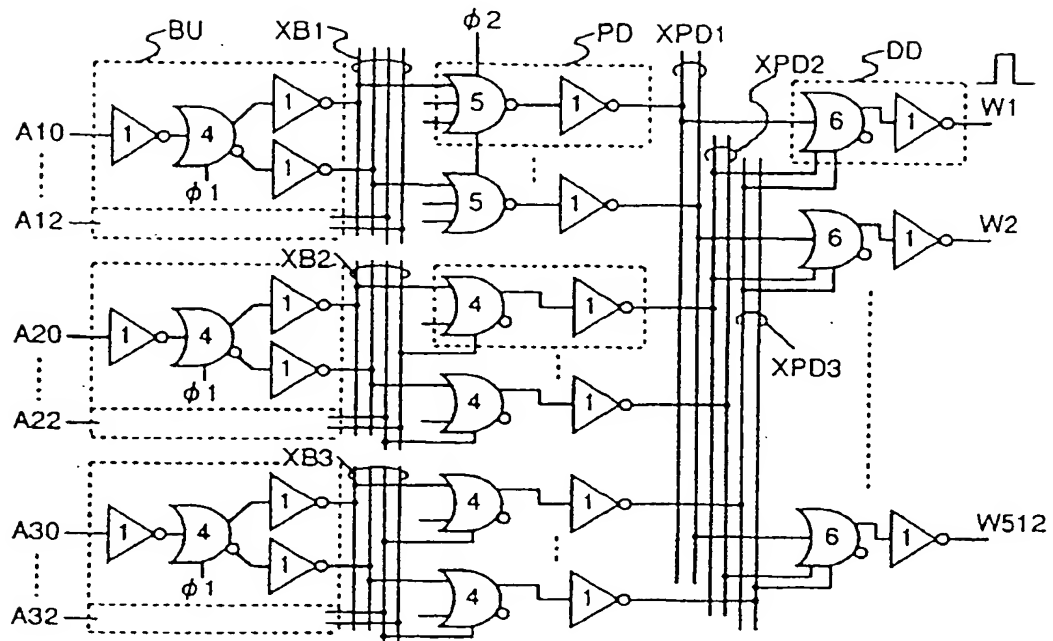 BU XB1 φ2 PD XPD1 XPD2 DD
A10 1 4 1 1 φ1 5 1 6 1 W1
A12 5 1 6 1 W2
XB2
A20 1 4 1 1 φ1 4 1 XPD3
A22 4 1
XB3
A30 1 4 1 1 φ1 4 1 6 1 W512
A32 4 1